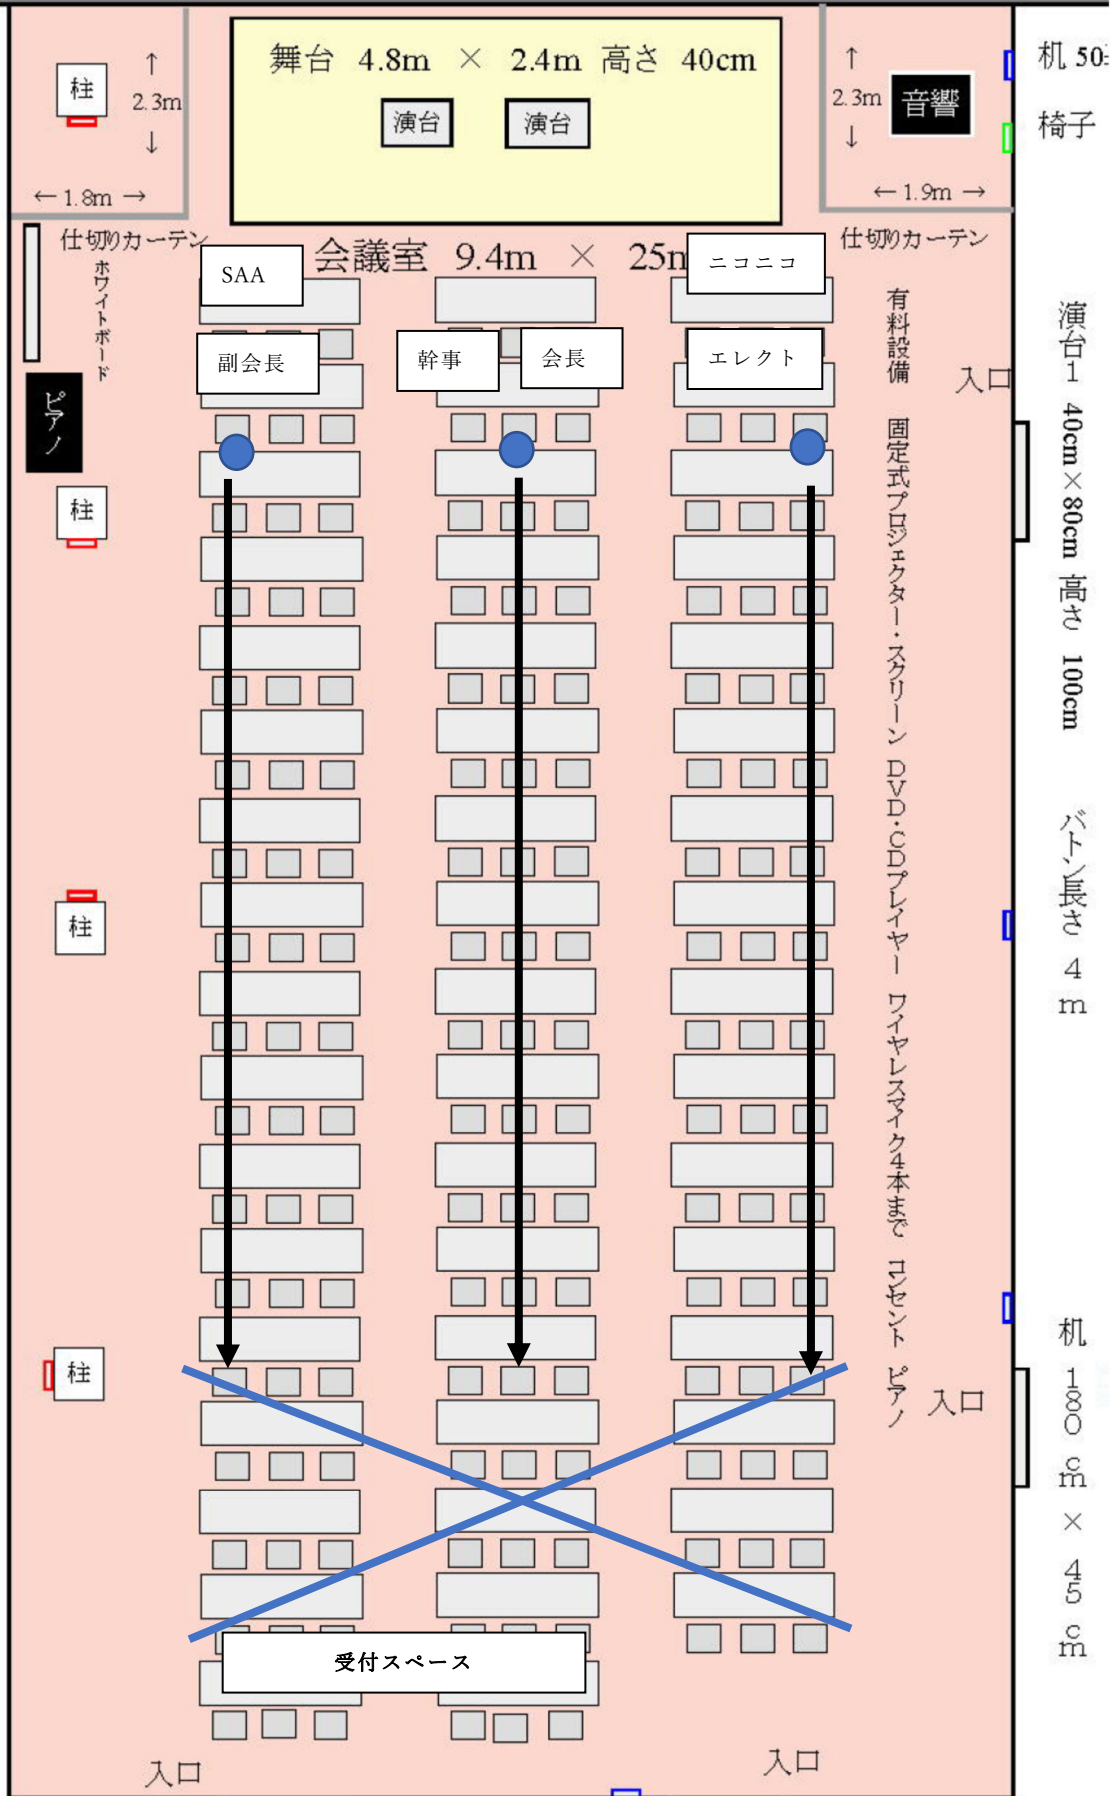 舞台 4.8m × 2.4m 高さ 40cm
演台
演台
柱
↑
2.3m
↓
←1.8m→
↑
2.3m
↓
音響
←1.9m→
机 50
椅子
仕切りカーテン
仕切りカーテン
会議室 9.4m × 25m
ホワイトボード
SAA
ニコニコ
副会長
幹事
会長
エレクト
ピアノ
入口
有料設備 固定式プロジェクター・スクリーン DVD・CDプレイヤー ワイヤレスマイク4本まで コンセント ピアノ
演台1 40cm×80cm 高さ 100cm バトン長さ 4m
机 180cm × 45cm
柱
柱
柱
入口
受付スペース
入口
入口